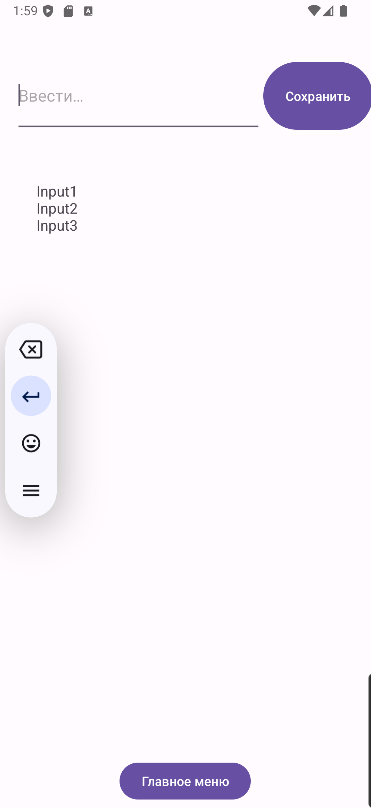 1:59
Ввести...
Сохранить
Input1
Input2
Input3
Главное меню